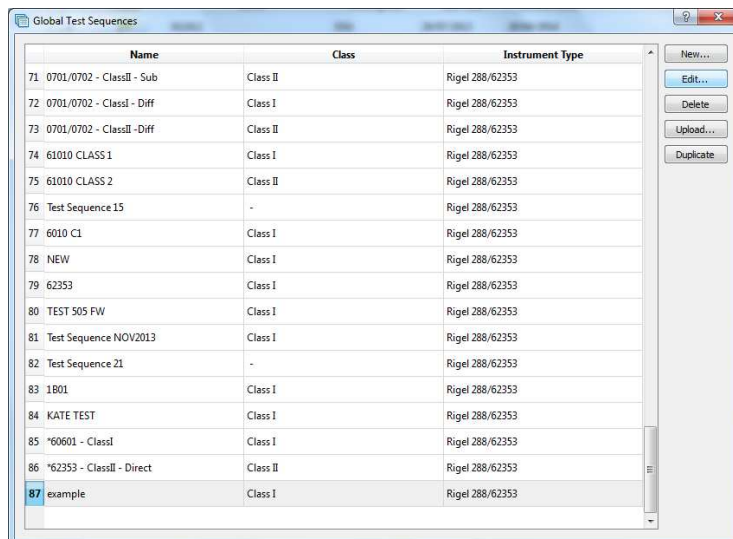 Global Test Sequences
Name Class Instrument Type
New...
Edit...
Delete
Upload...
Duplicate
71 0701/0702 - ClassII - Sub Class II Rigel 288/62353
72 0701/0702 - ClassI - Diff Class I Rigel 288/62353
73 0701/0702 - ClassII -Diff Class II Rigel 288/62353
74 61010 CLASS 1 Class I Rigel 288/62353
75 61010 CLASS 2 Class II Rigel 288/62353
76 Test Sequence 15 - Rigel 288/62353
77 6010 C1 Class I Rigel 288/62353
78 NEW Class I Rigel 288/62353
79 62353 Class I Rigel 288/62353
80 TEST 505 FW Class I Rigel 288/62353
81 Test Sequence NOV2013 Class I Rigel 288/62353
82 Test Sequence 21 - Rigel 288/62353
83 1B01 Class I Rigel 288/62353
84 KATE TEST Class I Rigel 288/62353
85 *60601 - ClassI Class I Rigel 288/62353
86 *62353 - ClassII - Direct Class II Rigel 288/62353
87 example Class I Rigel 288/62353